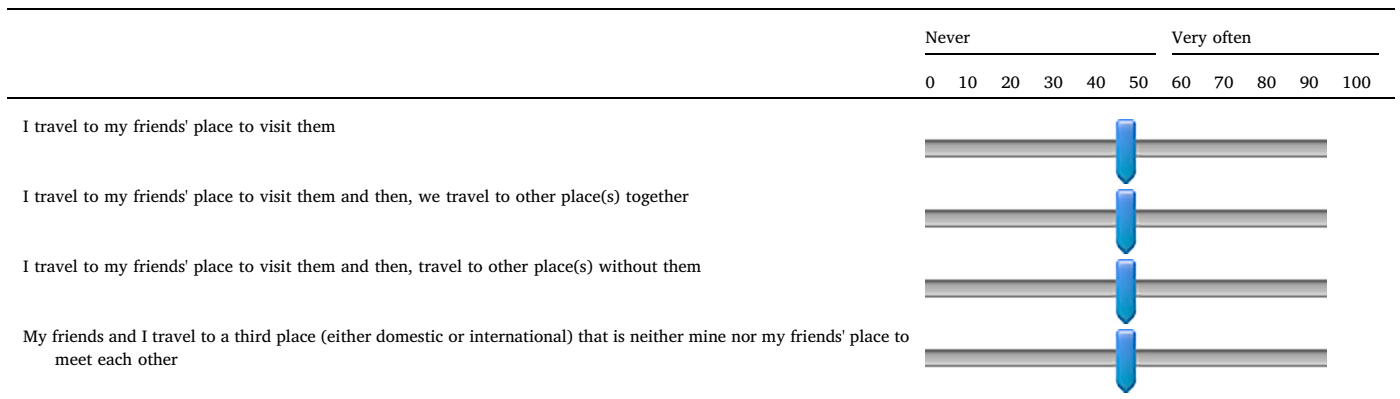 Never Very often
0 10 20 30 40 50 60 70 80 90 100
I travel to my friends' place to visit them
I travel to my friends' place to visit them and then, we travel to other place(s) together
I travel to my friends' place to visit them and then, travel to other place(s) without them
My friends and I travel to a third place (either domestic or international) that is neither mine nor my friends' place to
meet each other